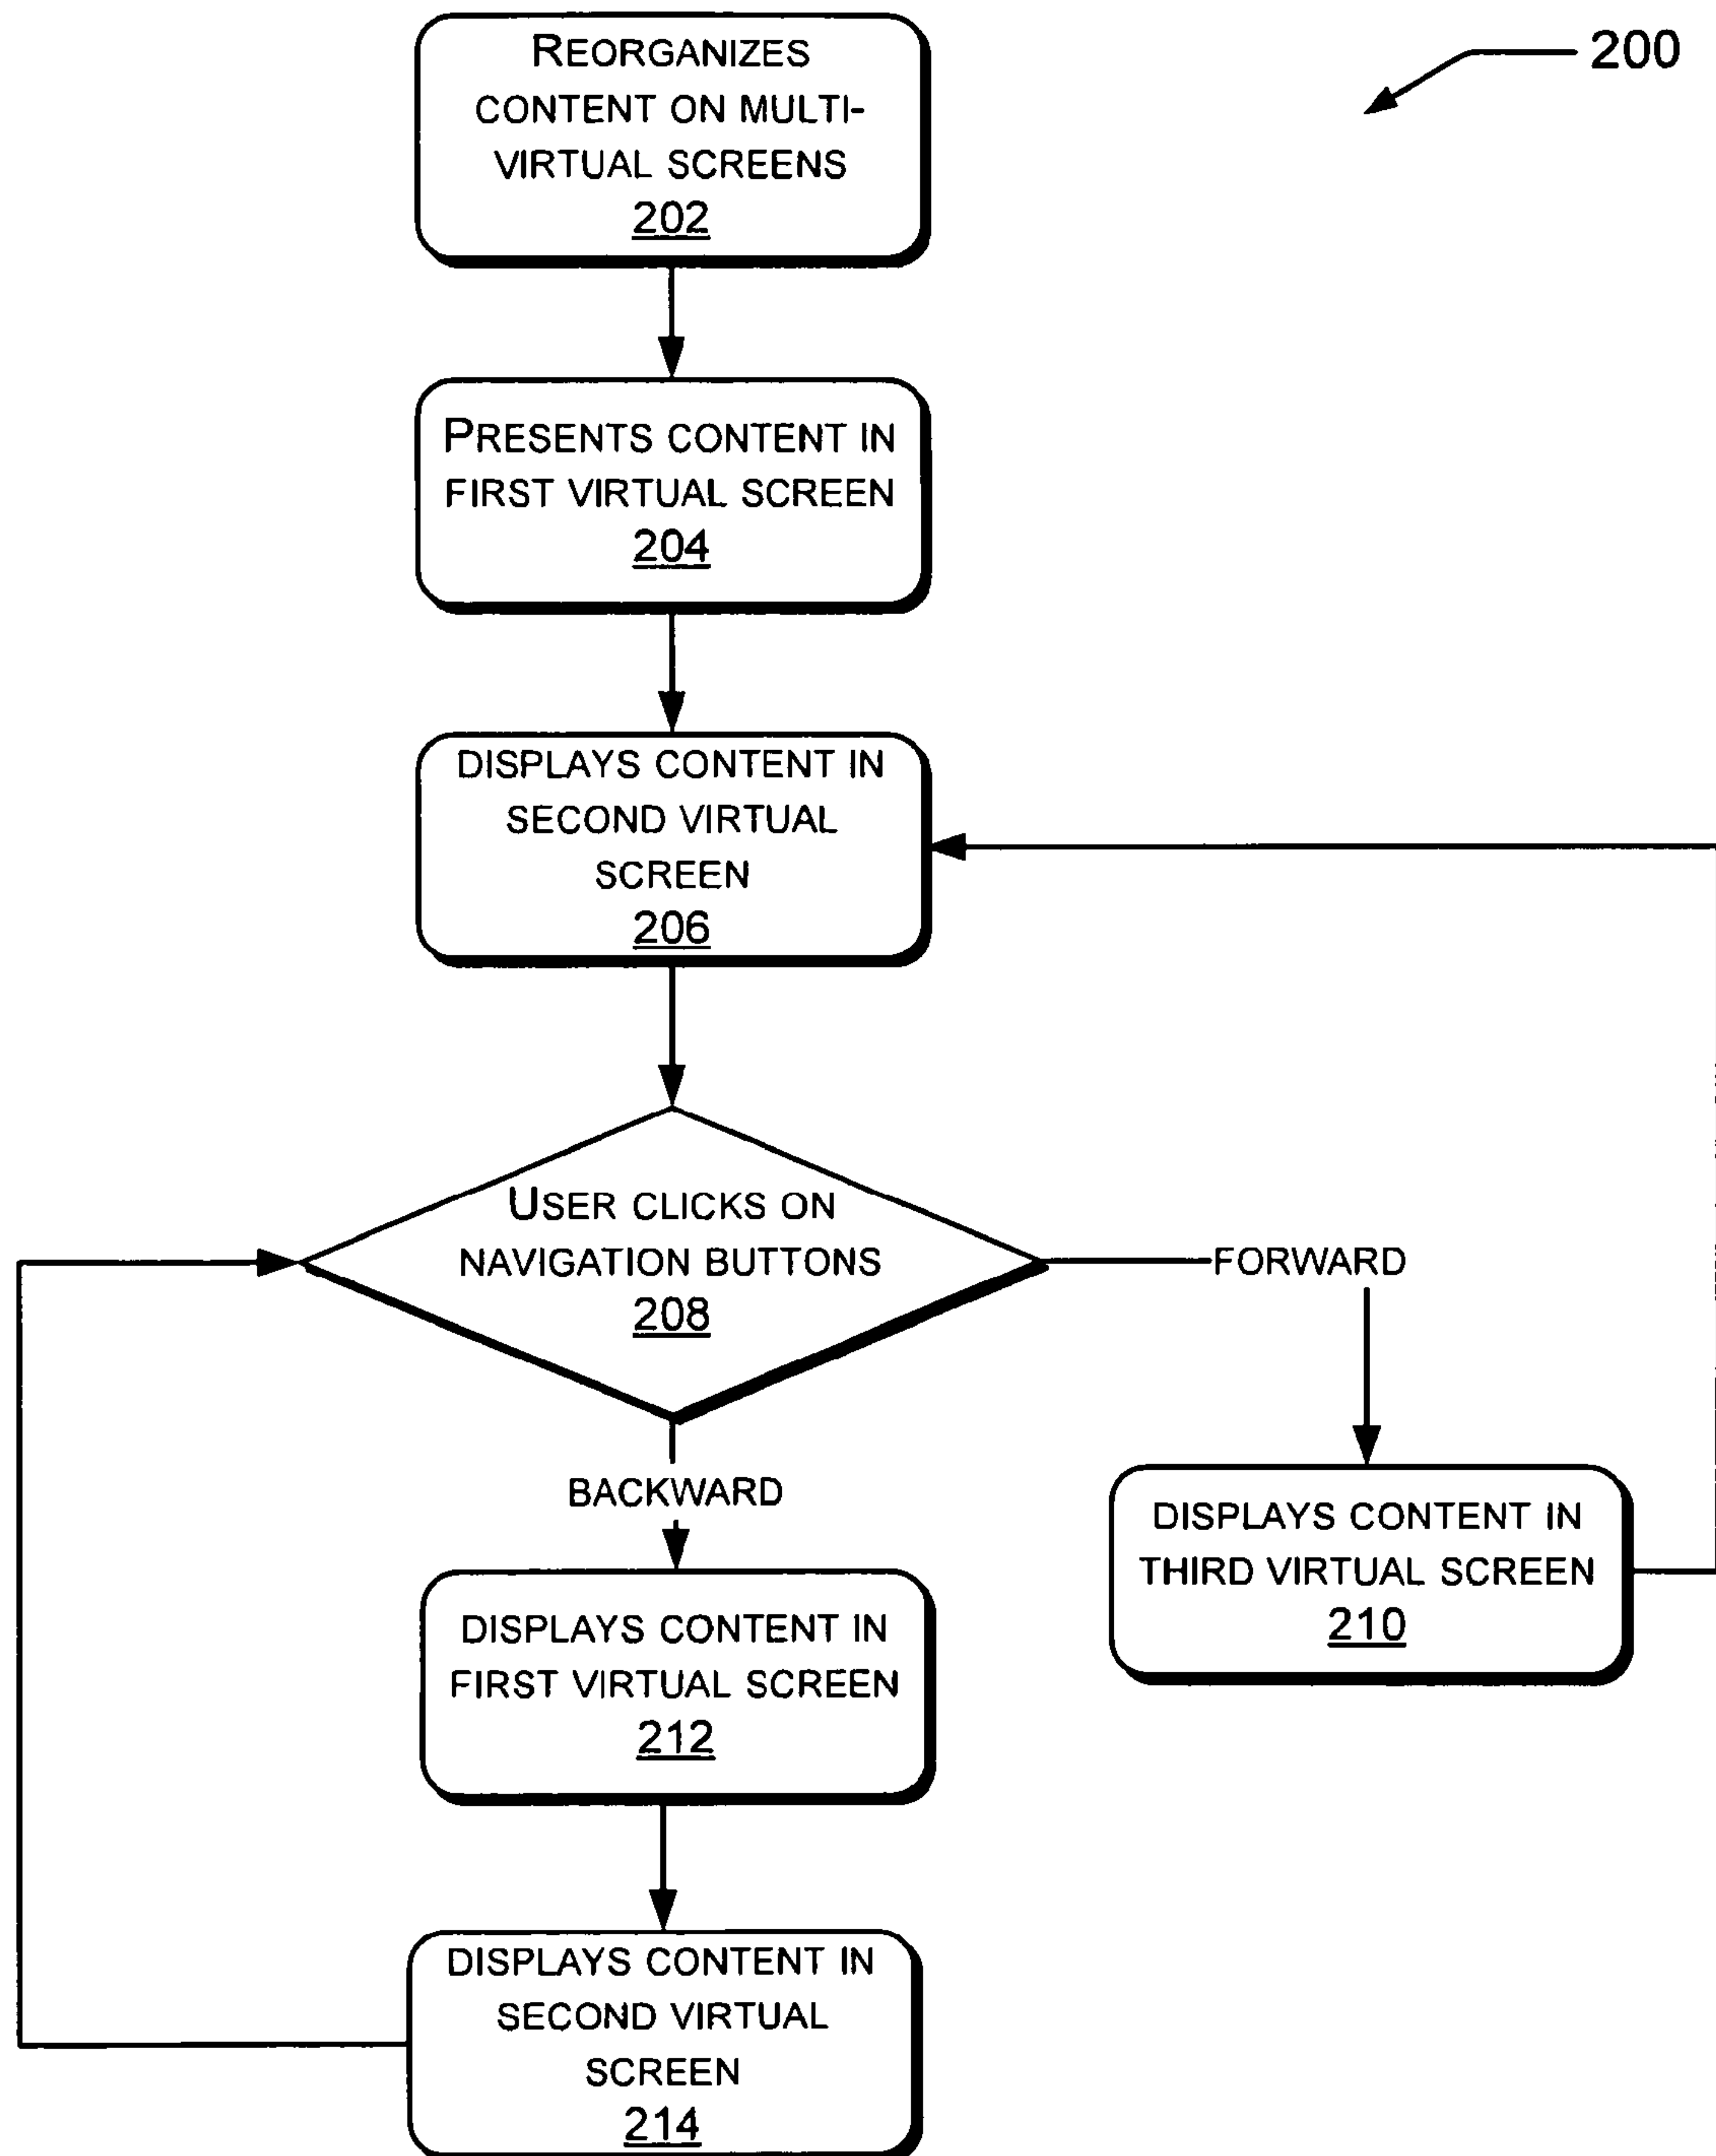 200
REORGANIZES
CONTENT ON MULTI-
VIRTUAL SCREENS
202
PRESENTS CONTENT IN
FIRST VIRTUAL SCREEN
204
DISPLAYS CONTENT IN
SECOND VIRTUAL
SCREEN
206
USER CLICKS ON
NAVIGATION BUTTONS
208
FORWARD
BACKWARD
DISPLAYS CONTENT IN
THIRD VIRTUAL SCREEN
210
DISPLAYS CONTENT IN
FIRST VIRTUAL SCREEN
212
DISPLAYS CONTENT IN
SECOND VIRTUAL
SCREEN
214